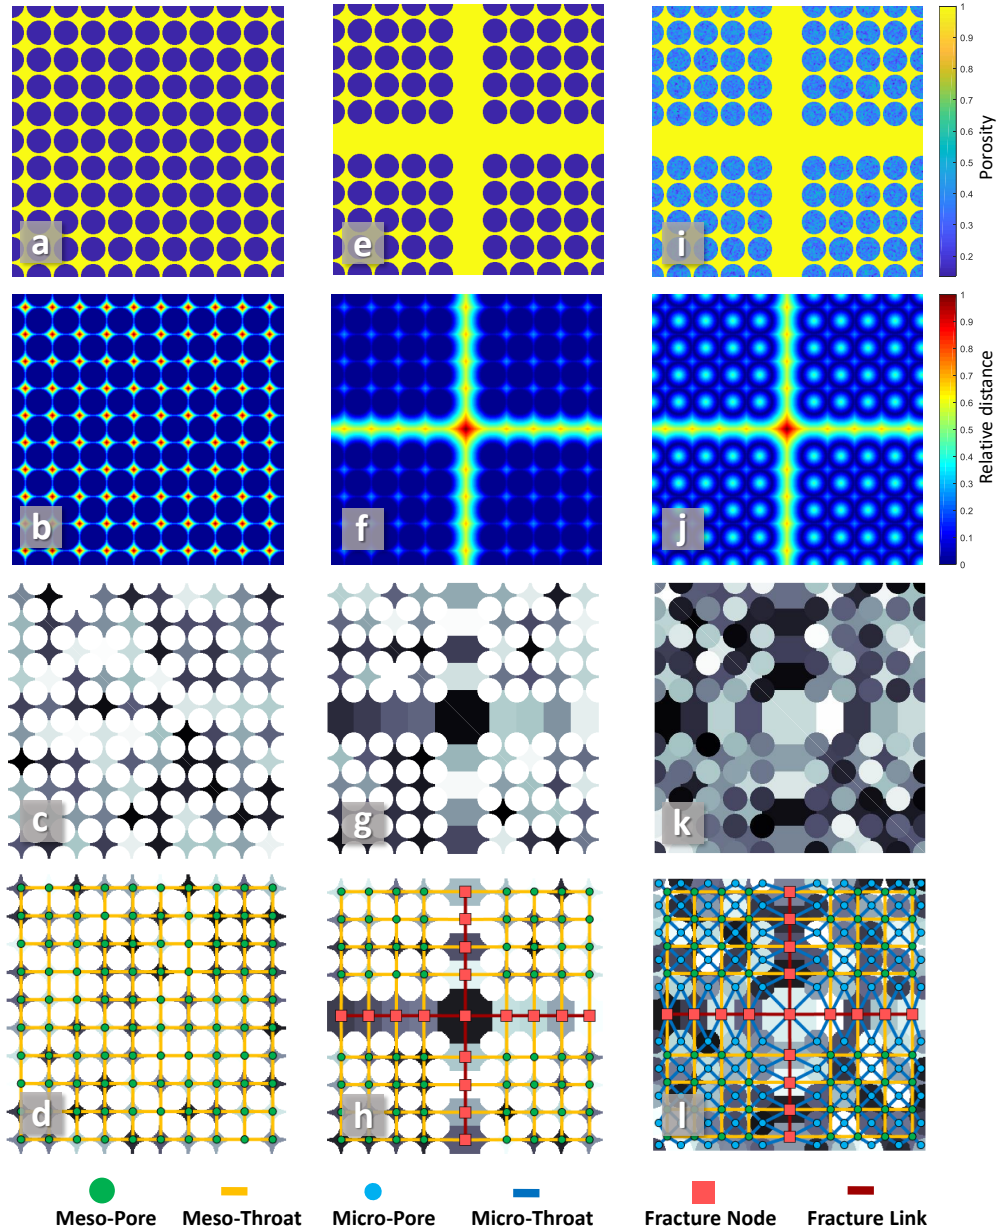 a
e
i
1
0.9
0.8
0.7
0.6
0.5
0.4
0.3
0.2
Porosity
b
f
j
1
0.9
0.8
0.7
0.6
0.5
0.4
0.3
0.2
0.1
0
Relative distance
c
g
k
d
h
l
Meso-Pore Meso-Throat Micro-Pore Micro-Throat Fracture Node Fracture Link